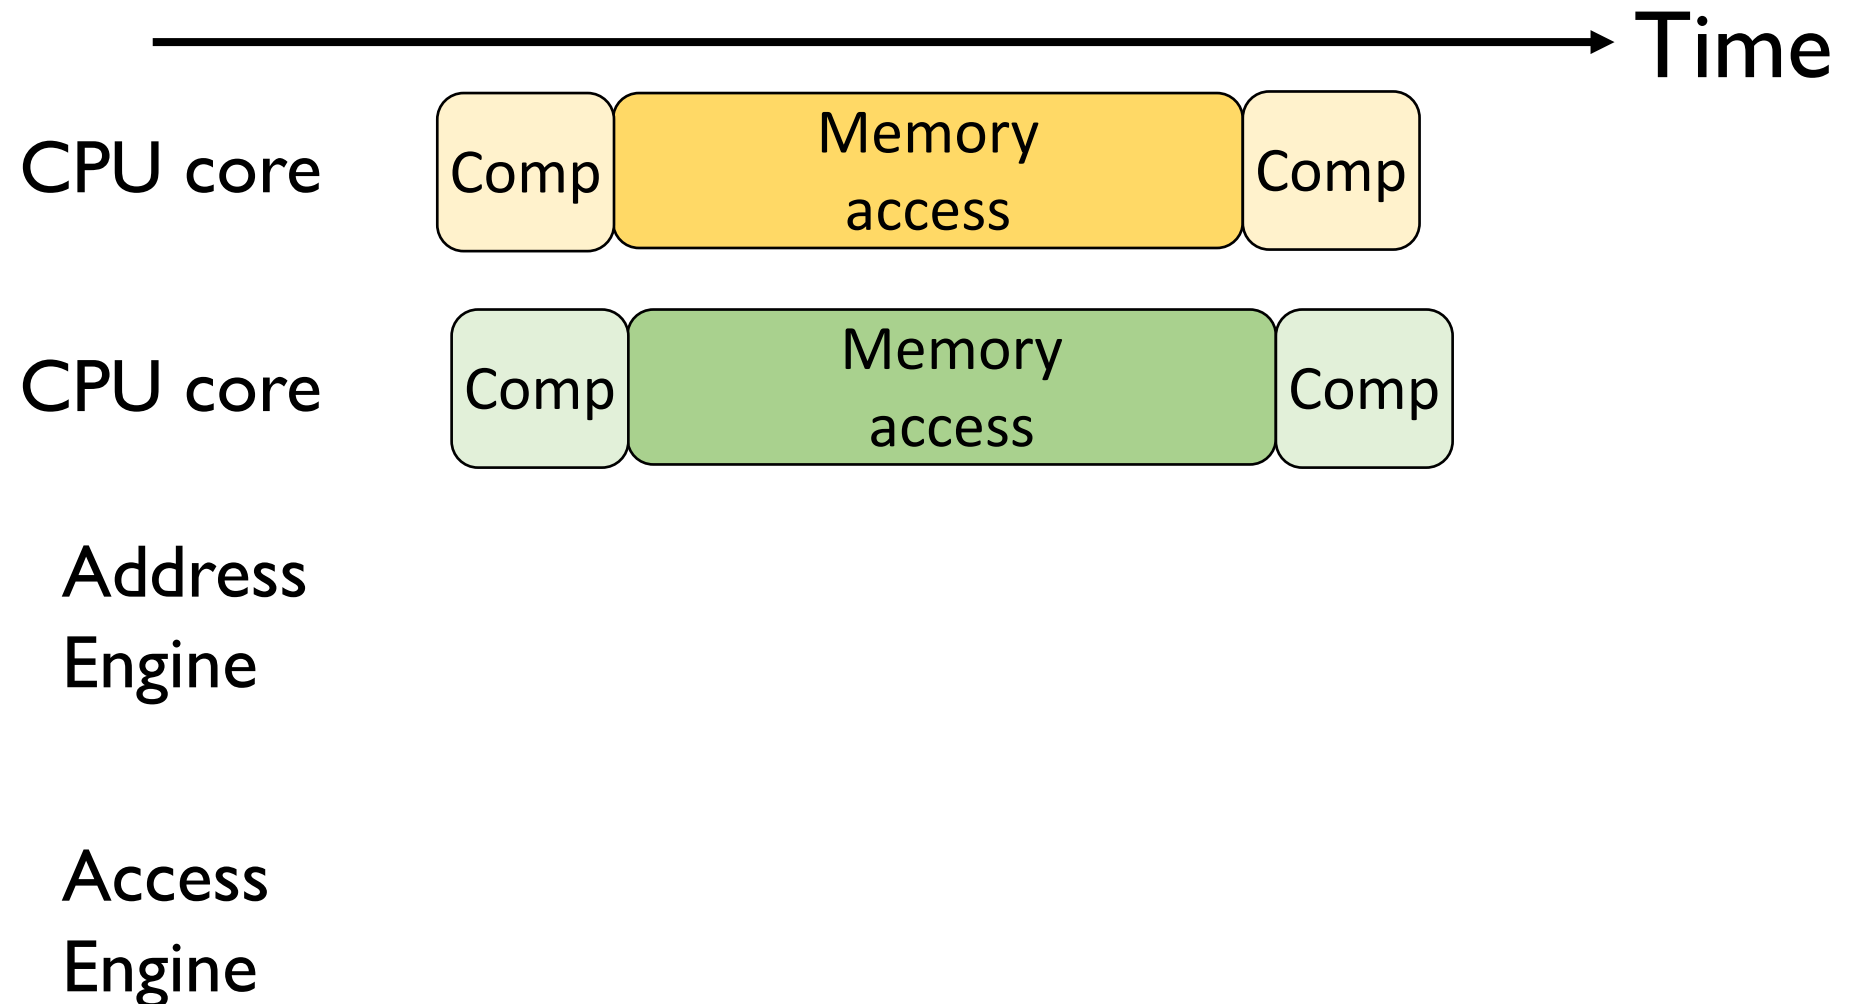 Time
CPU core
Comp
Memory
access
Comp
CPU core
Comp
Memory
access
Comp
Address
Engine
Access
Engine